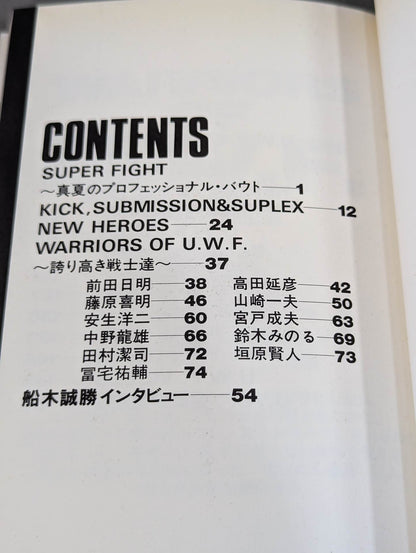 CONTENTS
SUPER FIGHT
～真夏のプロフェッショナル・バウト──1
KICK,SUBMISSION&SUPLEX──12
NEW HEROES──24
WARRIORS OF U.W.F.
～誇り高き戦士達～──37
前田日明──38 高田延彦──42
藤原喜明──46 山崎一夫──50
安生洋二──60 宮戸成夫──63
中野龍雄──66 鈴木みのる──69
田村潔司──72 垣原賢人──73
冨宅祐輔──74
船木誠勝インタビュー──54